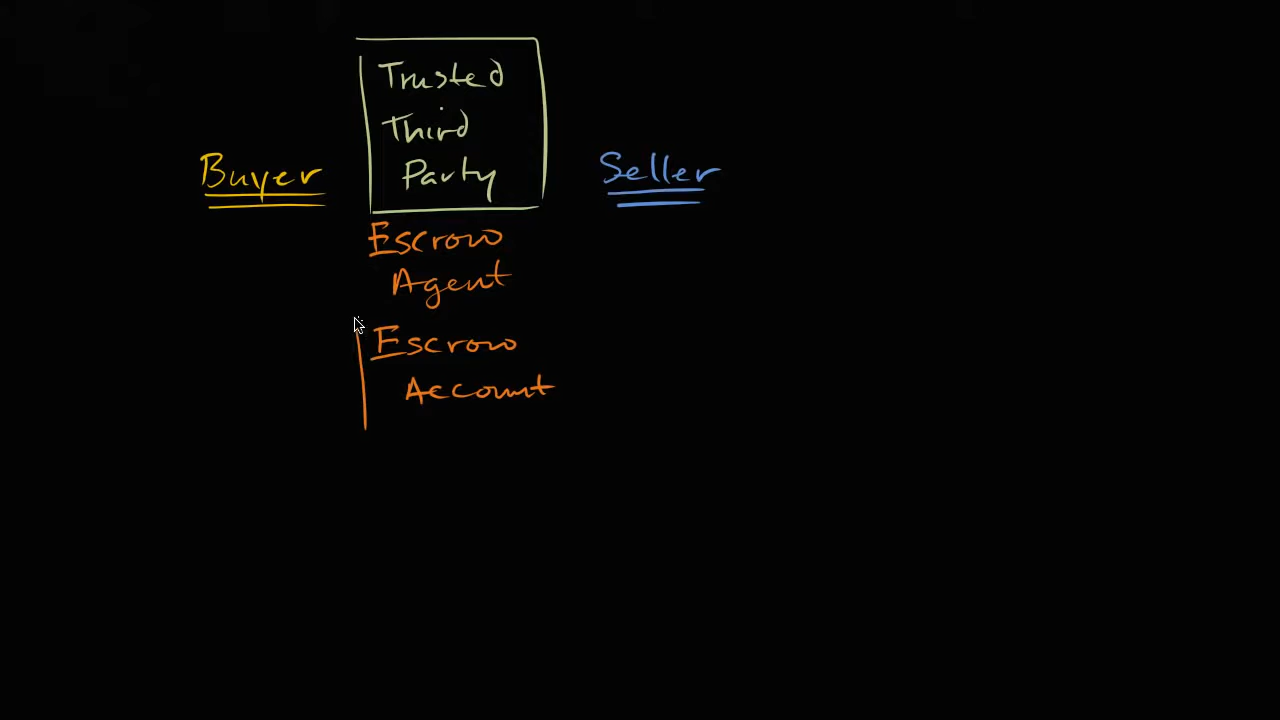 Trusted
Third
Party
Buyer
Seller
Escrow
Agent
Escrow
Account